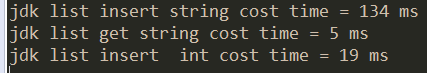 jdk list insert string cost time = 134 ms
jdk list get string cost time = 5 ms
jdk list insert  int cost time = 19 ms